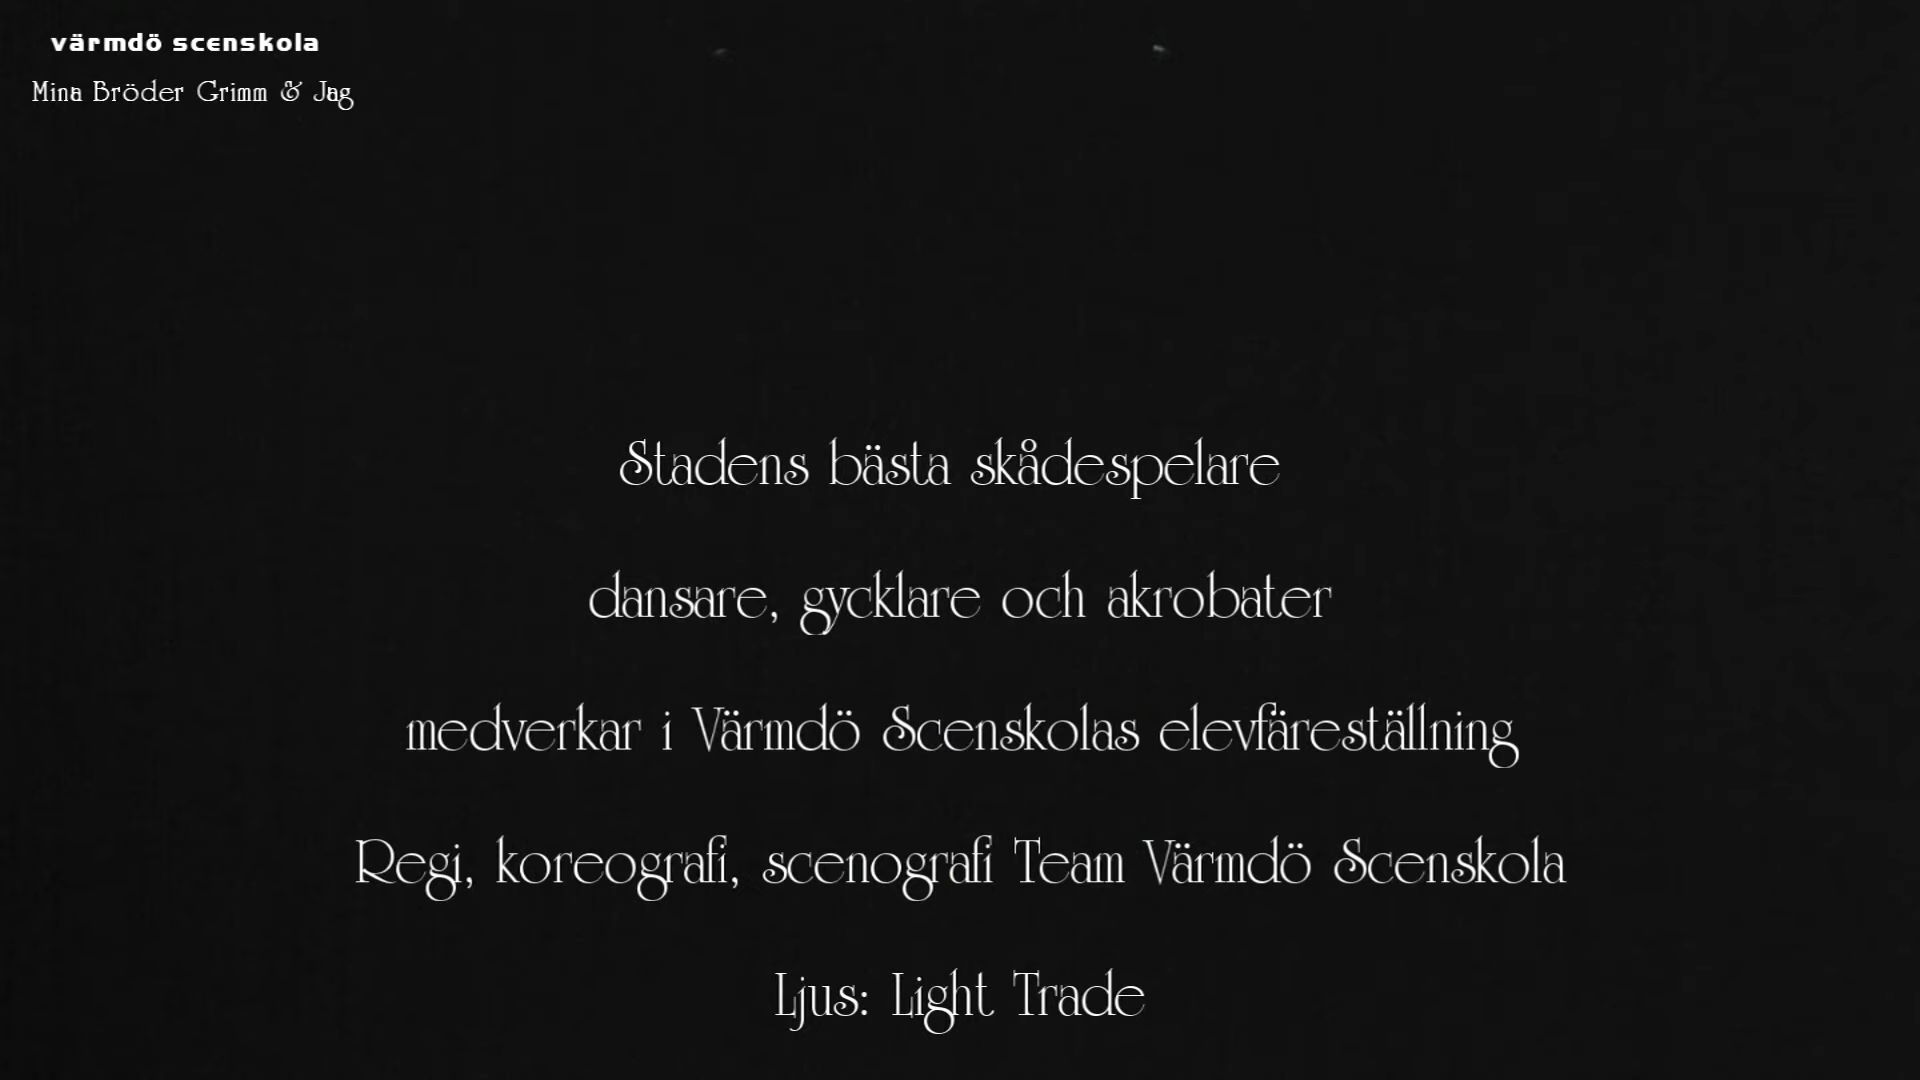 värmdö scenskola
Mina Bröder Grimm & Jag
Stadens bästa skådespelare
dansare, gycklare och akrobater
medverkar i Värmdö Scenskolas elevfäreställning
Regi, koreografi, scenografi Team Värmdö Scenskola
Ljus: Light Trade